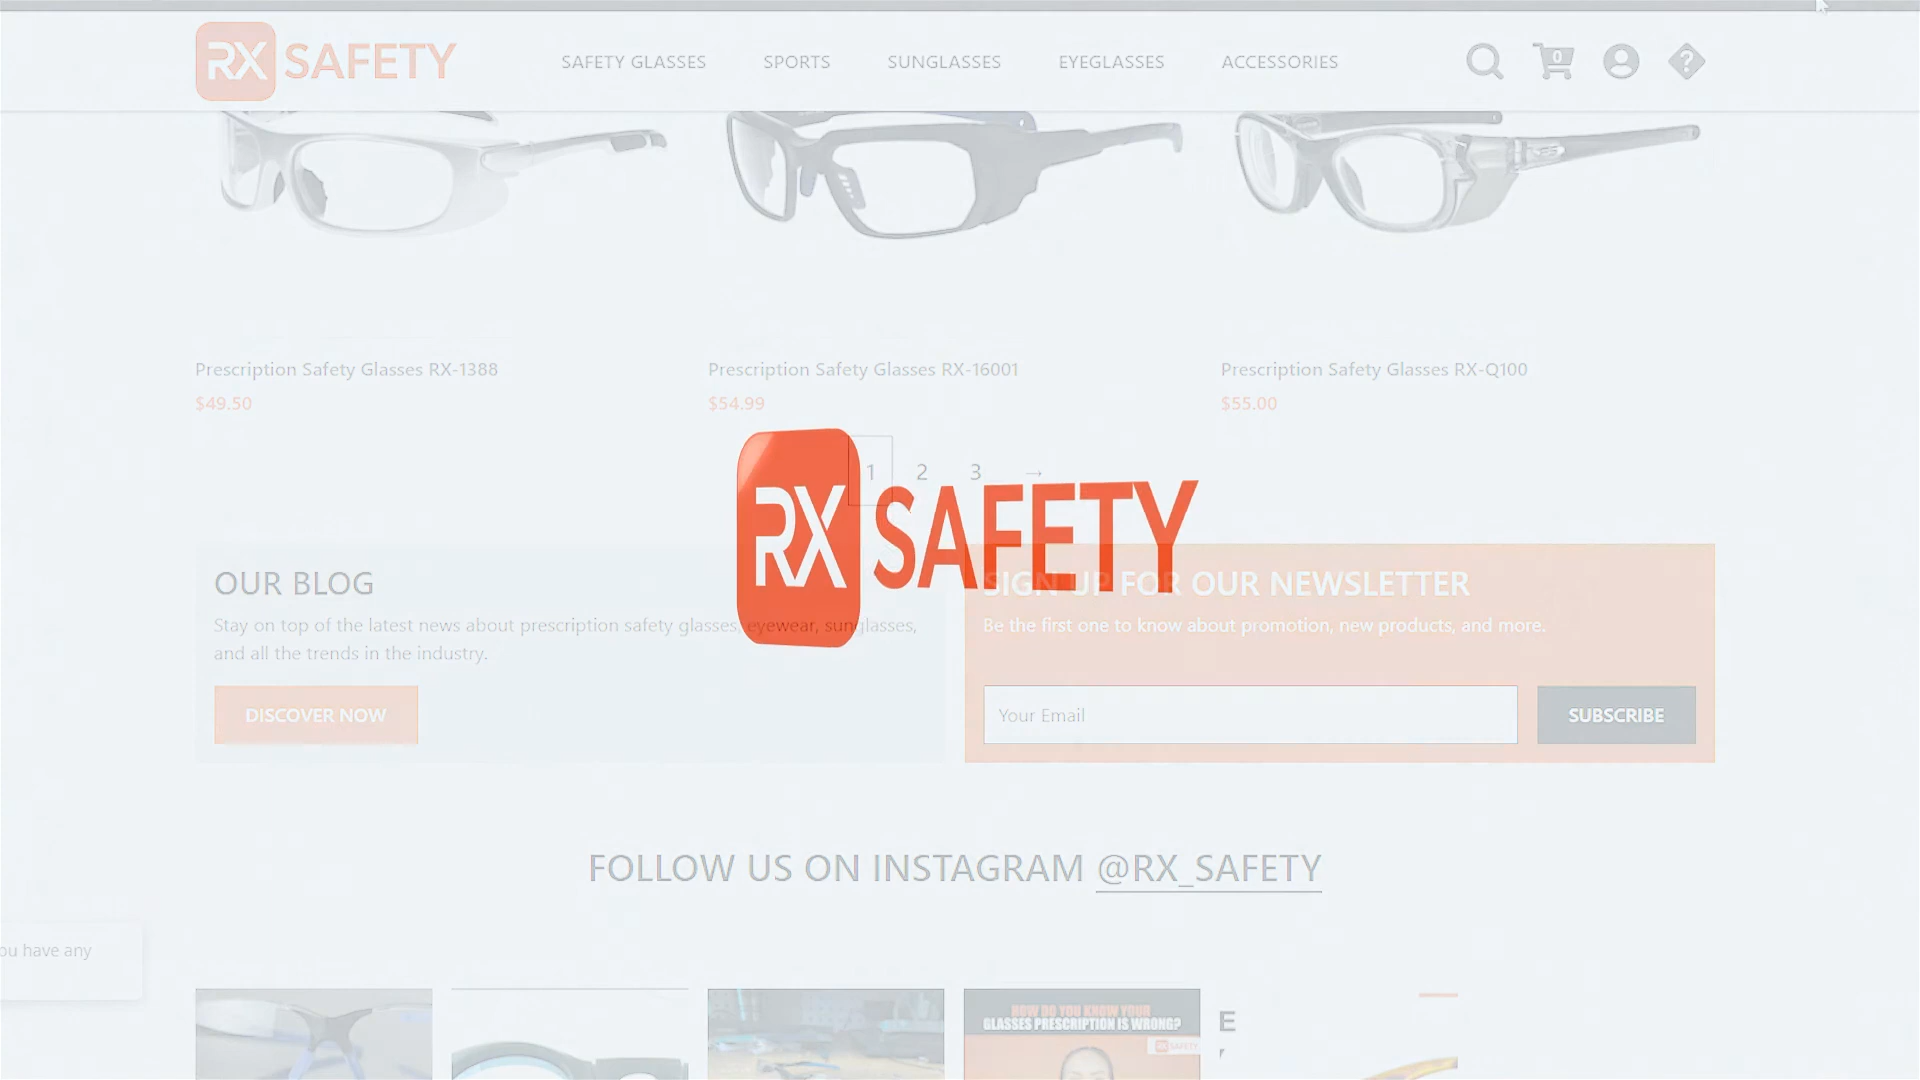 RX SAFETY
SAFETY GLASSES
SPORTS
SUNGLASSES
EYEGLASSES
ACCESSORIES
0
?
Prescription Safety Glasses RX-1388
$49.50
Prescription Safety Glasses RX-16001
$54.99
Prescription Safety Glasses RX-Q100
$55.00
1 2 3 →
RX SAFETY
OUR BLOG
Stay on top of the latest news about prescription safety glasses, eyewear, sunglasses,
and all the trends in the industry.
DISCOVER NOW
SIGN UP FOR OUR NEWSLETTER
Be the first one to know about promotion, new products, and more.
Your Email
SUBSCRIBE
FOLLOW US ON INSTAGRAM @RX_SAFETY
ou have any
HOW DO YOU KNOW YOUR
GLASSES PRESCRIPTION IS WRONG?
RX SAFETY
E